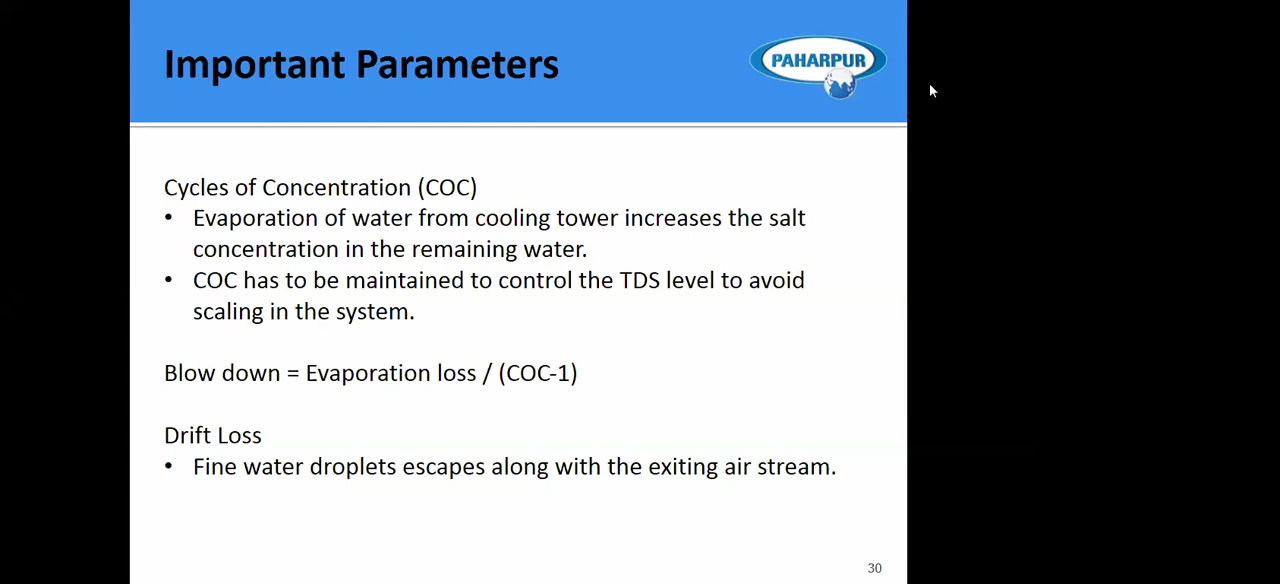 Important Parameters
PAHARPUR
Cycles of Concentration (COC)
• Evaporation of water from cooling tower increases the salt
concentration in the remaining water.
• COC has to be maintained to control the TDS level to avoid
scaling in the system.
Blow down = Evaporation loss / (COC-1)
Drift Loss
• Fine water droplets escapes along with the exiting air stream.
30